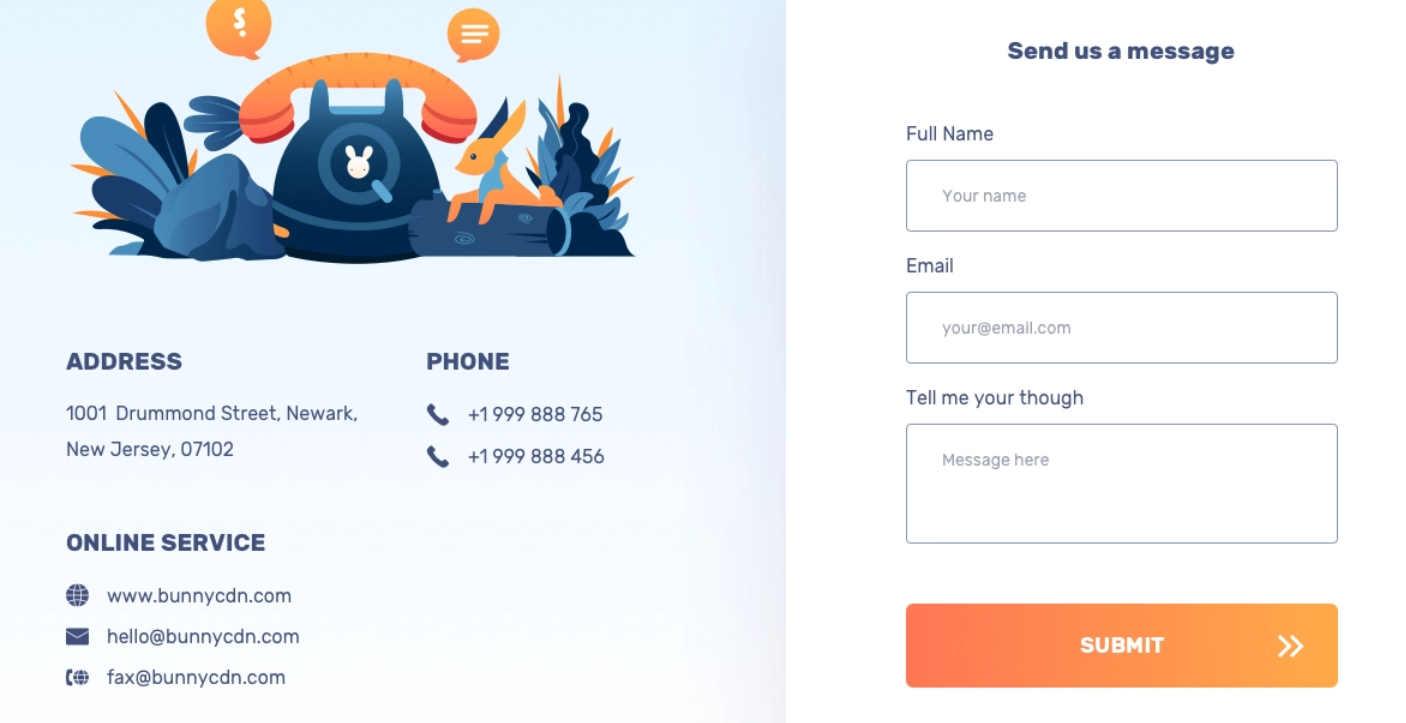 ADDRESS
1001 Drummond Street, Newark,
New Jersey, 07102
PHONE
+1 999 888 765
+1 999 888 456
ONLINE SERVICE
www.bunnycdn.com
hello@bunnycdn.com
fax@bunnycdn.com
Send us a message
Full Name
Your name
Email
your@email.com
Tell me your though
Message here
SUBMIT